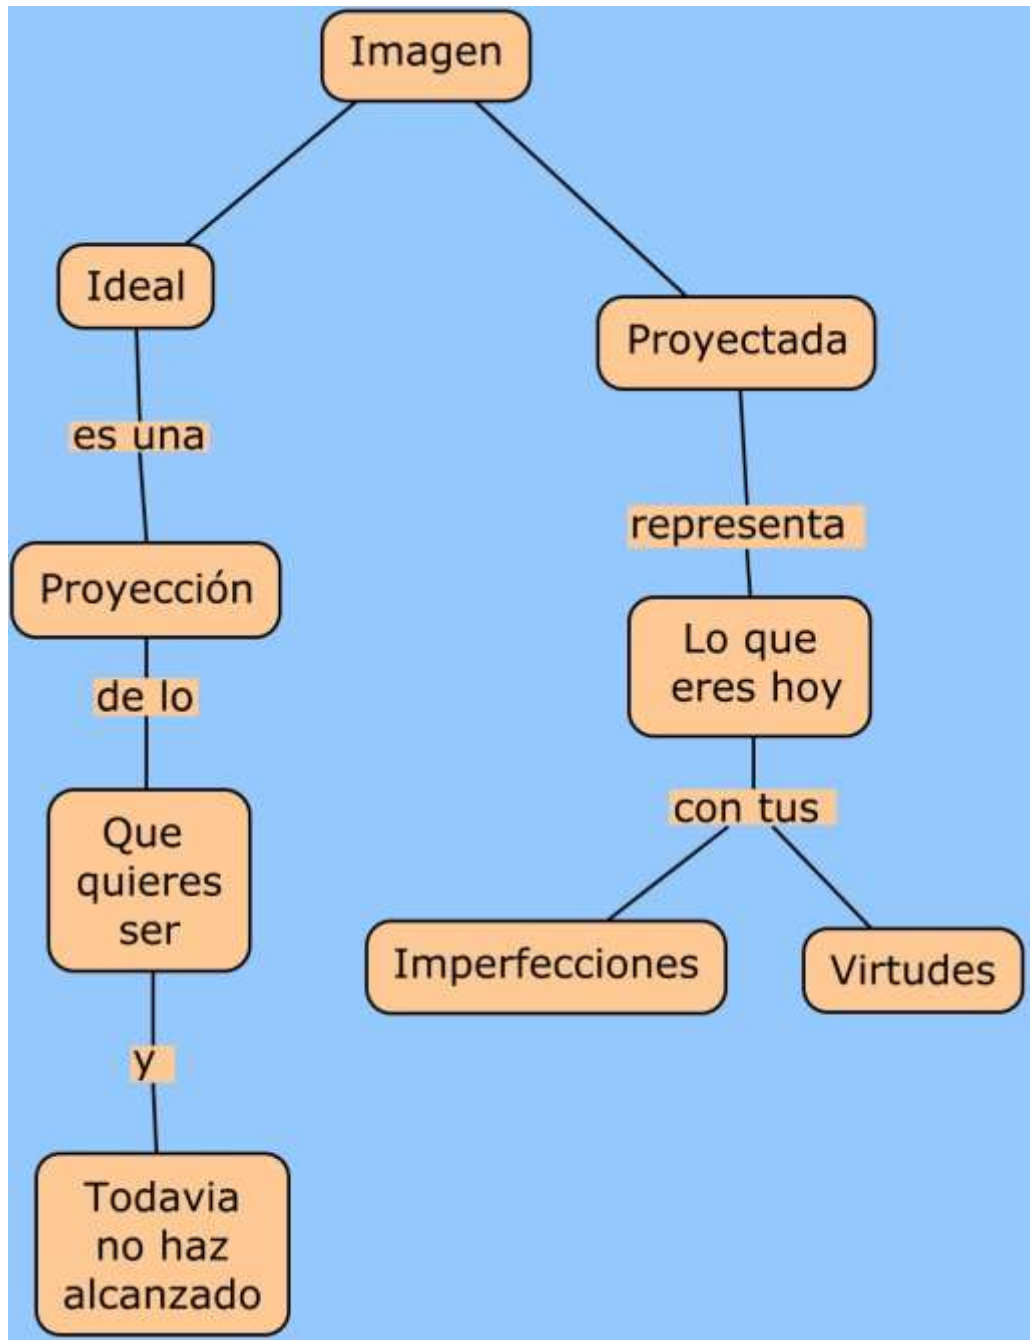 Imagen
Ideal
Proyectada
es una
representa
Proyección
Lo que
eres hoy
de lo
con tus
Que
quieres
ser
Imperfecciones
Virtudes
y
Todavia
no haz
alcanzado